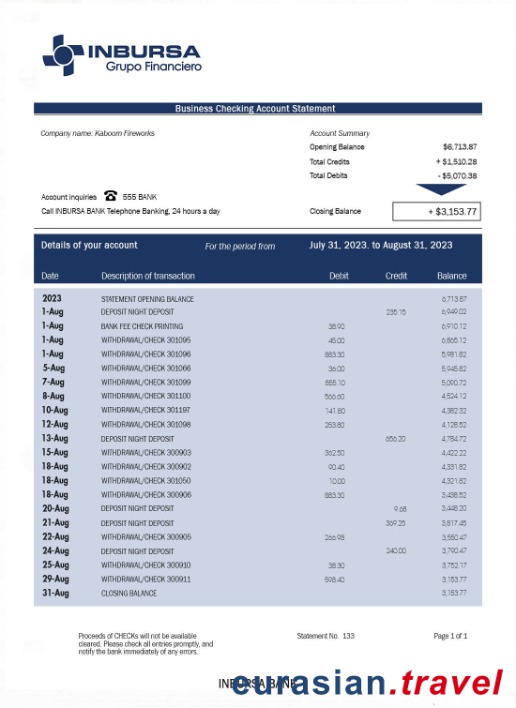 INBURSA
Grupo Financiero
Business Checking Account Statement
Company name: Kaboom Fireworks
Account Summary
Opening Balance $6,713.87
Total Credits + $1,510.28
Total Debits - $5,070.38
Account inquiries 555 BANK
Call INBURSA BANK Telephone Banking, 24 hours a day
Closing Balance + $3,153.77
Details of your account For the period from July 31, 2023. to August 31, 2023
Date Description of transaction Debit Credit Balance
2023 STATEMENT OPENING BALANCE 6,713.87
1-Aug DEPOSIT NIGHT DEPOSIT 235.15 6,949.02
1-Aug BANK FEE CHECK PRINTING 38.90 6,910.12
1-Aug WITHDRAWAL/CHECK 301095 45.00 6,865.12
1-Aug WITHDRAWAL/CHECK 301096 883.30 5,981.82
5-Aug WITHDRAWAL/CHECK 301066 36.00 5,945.82
7-Aug WITHDRAWAL/CHECK 301099 855.10 5,090.72
8-Aug WITHDRAWAL/CHECK 301100 566.60 4,524.12
10-Aug WITHDRAWAL/CHECK 301197 141.80 4,382.32
12-Aug WITHDRAWAL/CHECK 301098 253.80 4,128.52
13-Aug DEPOSIT NIGHT DEPOSIT 656.20 4,784.72
15-Aug WITHDRAWAL/CHECK 300903 362.50 4,422.22
18-Aug WITHDRAWAL/CHECK 300902 90.40 4,331.82
18-Aug WITHDRAWAL/CHECK 301050 10.00 4,321.82
18-Aug WITHDRAWAL/CHECK 300906 883.30 3,438.52
20-Aug DEPOSIT NIGHT DEPOSIT 9.68 3,448.20
21-Aug DEPOSIT NIGHT DEPOSIT 369.25 3,817.45
22-Aug WITHDRAWAL/CHECK 300905 266.98 3,550.47
24-Aug DEPOSIT NIGHT DEPOSIT 240.00 3,790.47
25-Aug WITHDRAWAL/CHECK 300910 38.30 3,752.17
29-Aug WITHDRAWAL/CHECK 300911 598.40 3,153.77
31-Aug CLOSING BALANCE 3,153.77
Proceeds of CHECKs will not be available Statement No. 133 Page 1 of 1
cleared. Please check all entries promptly, and
notify the bank immediately of any errors.
INBURSA BANK
eurasian.travel